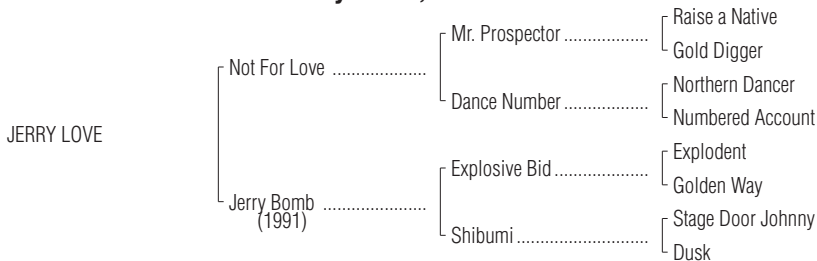 Raise a Native
Mr. Prospector ....................
Gold Digger
Not For Love .....................
Northern Dancer
Dance Number ....................
Numbered Account
JERRY LOVE
Explodent
Explosive Bid ......................
Golden Way
Jerry Bomb .......................
(1991)
Stage Door Johnny
Shibumi ................................
Dusk